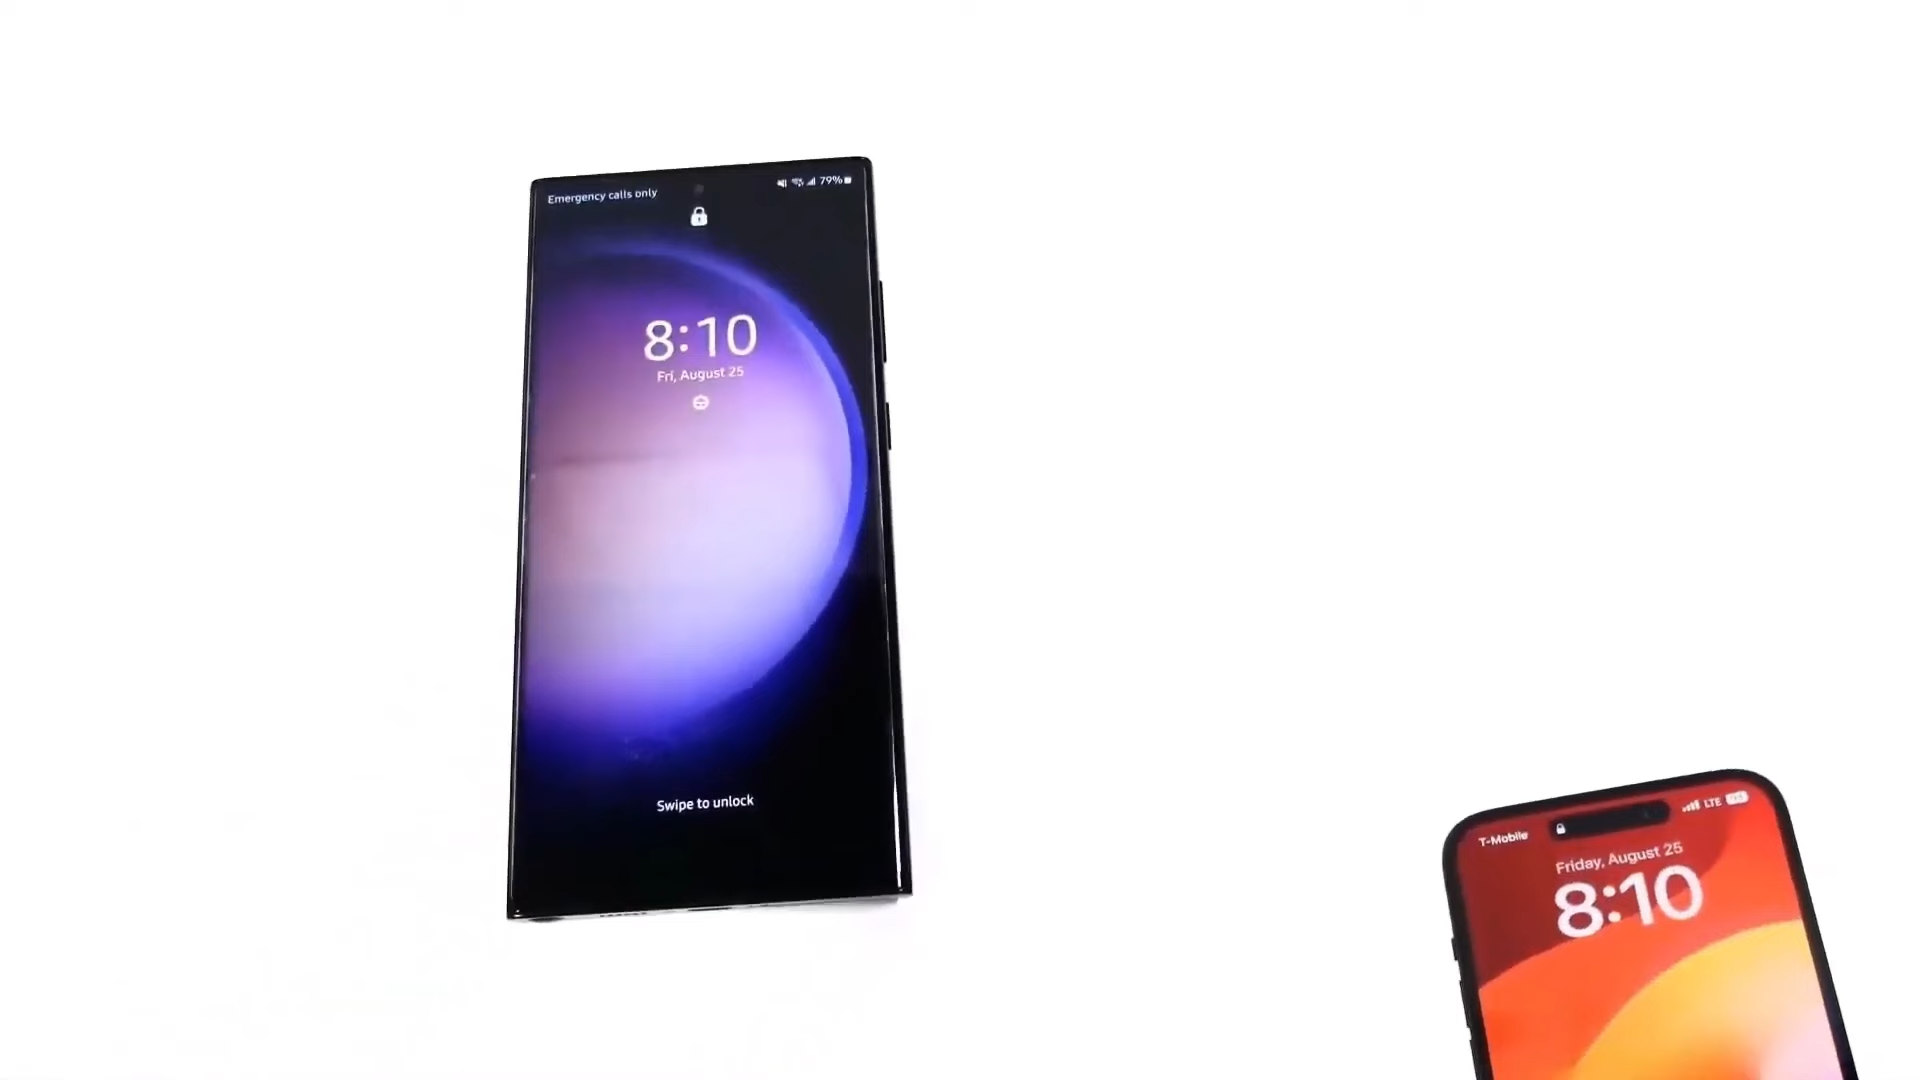 Emergency calls only
79%
8:10
Fri, August 25
Swipe to unlock
T-Mobile
LTE
Friday, August 25
8:10